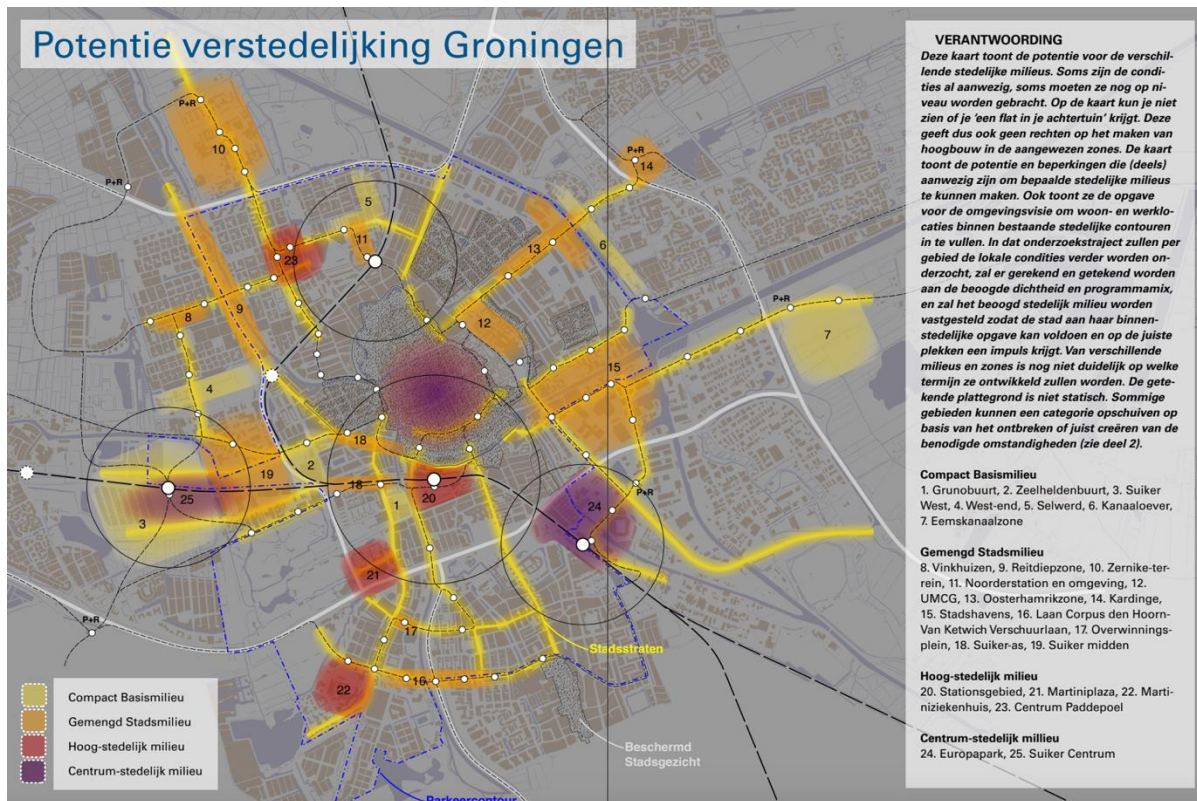 Potentie verstedelijking Groningen
VERANTWOORDING
Deze kaart toont de potentie voor de verschil-
lende stedelijke milieus. Soms zijn de condi-
ties al aanwezig, soms moeten ze nog op ni-
veau worden gebracht. Op de kaart kun je niet
zien of je ‘een flat in je achtertuin’ krijgt. Deze
geeft dus ook geen rechten op het maken van
hoogbouw in de aangewezen zones. De kaart
toont de potentie en beperkingen die (deels)
aanwezig zijn om bepaalde stedelijke milieus
te kunnen maken. Ook toont ze de opgave
voor de omgevingsvisie om woon- en werklo-
caties binnen bestaande stedelijke contouren
in te vullen. In dat onderzoekstraject zullen per
gebied de lokale condities verder worden on-
derzocht, zal er gerekend en getekend worden
aan de beoogde dichtheid en programmamix,
en zal het beoogd stedelijk milieu worden
vastgesteld zodat de stad aan haar binnen-
stedelijke opgave kan voldoen en op de juiste
plekken een impuls krijgt. Van verschillende
milieus en zones is nog niet duidelijk op welke
termijn ze ontwikkeld zullen worden. De gete-
kende plattegrond is niet statisch. Sommige
gebieden kunnen een categorie opschuiven op
basis van het ontbreken of juist creëren van de
benodigde omstandigheden (zie deel 2).
Compact Basismilieu
1. Grunobuurt, 2. Zeelheldenbuurt, 3. Suiker
West, 4. West-end, 5. Selwerd, 6. Kanaaloever,
7. Eemskanaalzone
Gemengd Stadsmilieu
8. Vinkhuizen, 9. Reitdiepzone, 10. Zernike-ter-
rein, 11. Noorderstation en omgeving, 12.
UMCG, 13. Oosterhamrikzone, 14. Kardinge,
15. Stadshavens, 16. Laan Corpus den Hoorn-
Van Ketwich Verschuurlaan, 17. Overwinnings-
plein, 18. Suiker-as, 19. Suiker midden
Hoog-stedelijk milieu
20. Stationsgebied, 21. Martiniplaza, 22. Marti-
niziekenhuis, 23. Centrum Paddepoel
Centrum-stedelijk millieu
24. Europapark, 25. Suiker Centrum
P+R
10
P+R
P+R
14
5
11
13
6
23
9
8
P+R
12
7
15
4
18
2
19
25
18
20
1
3
P+R
24
21
17
P+R
Stadsstraten
16
22
Beschermd
Stadsgezicht
Parkeercontour
Compact Basismilieu
Gemengd Stadsmilieu
Hoog-stedelijk milieu
Centrum-stedelijk milieu